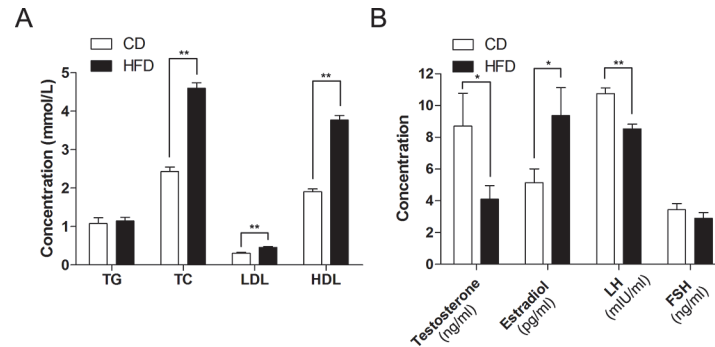 A
CD
HFD
Concentration (mmol/L)
5
4
3
2
1
0
**
**
**
TG
TC
LDL
HDL
B
CD
HFD
Concentration
12
10
8
6
4
2
0
*
*
**
Testosterone
(ng/ml)
Estradiol
(pg/ml)
LH
(mIU/ml)
FSH
(ng/ml)